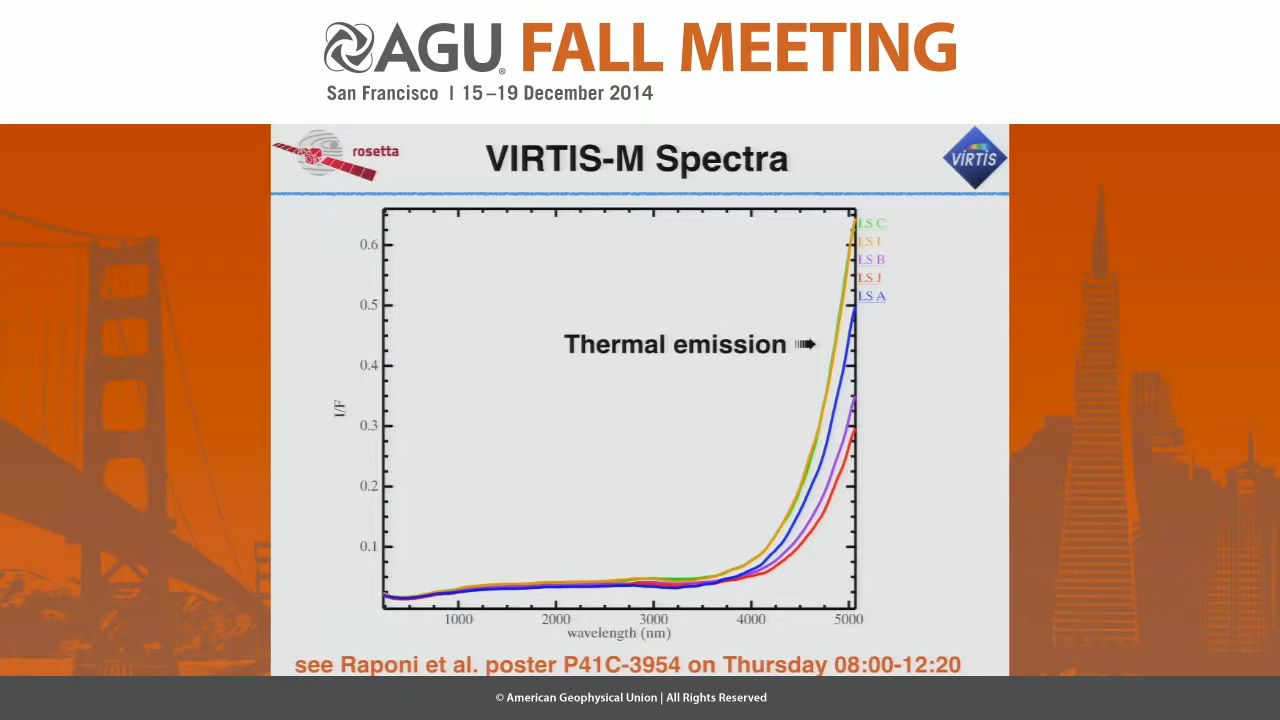 AGU FALL MEETING
San Francisco | 15–19 December 2014
rosetta
VIRTIS-M Spectra
VIRTIS
LS C
LS I
LS B
LS J
LS A
Thermal emission
0.6
0.5
0.4
0.3
0.2
0.1
I/F
1000 2000 3000 4000 5000
wavelength (nm)
see Raponi et al. poster P41C-3954 on Thursday 08:00-12:20
© American Geophysical Union | All Rights Reserved